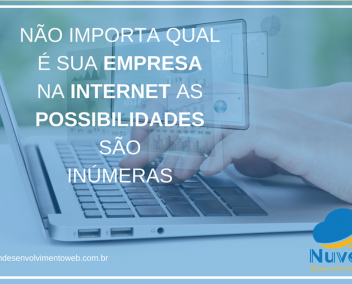 NÃO IMPORTA QUAL
É SUA EMPRESA
NA INTERNET AS
POSSIBILIDADES
SÃO
INÚMERAS
ndesenvolvimentoweb.com.br
Nuve